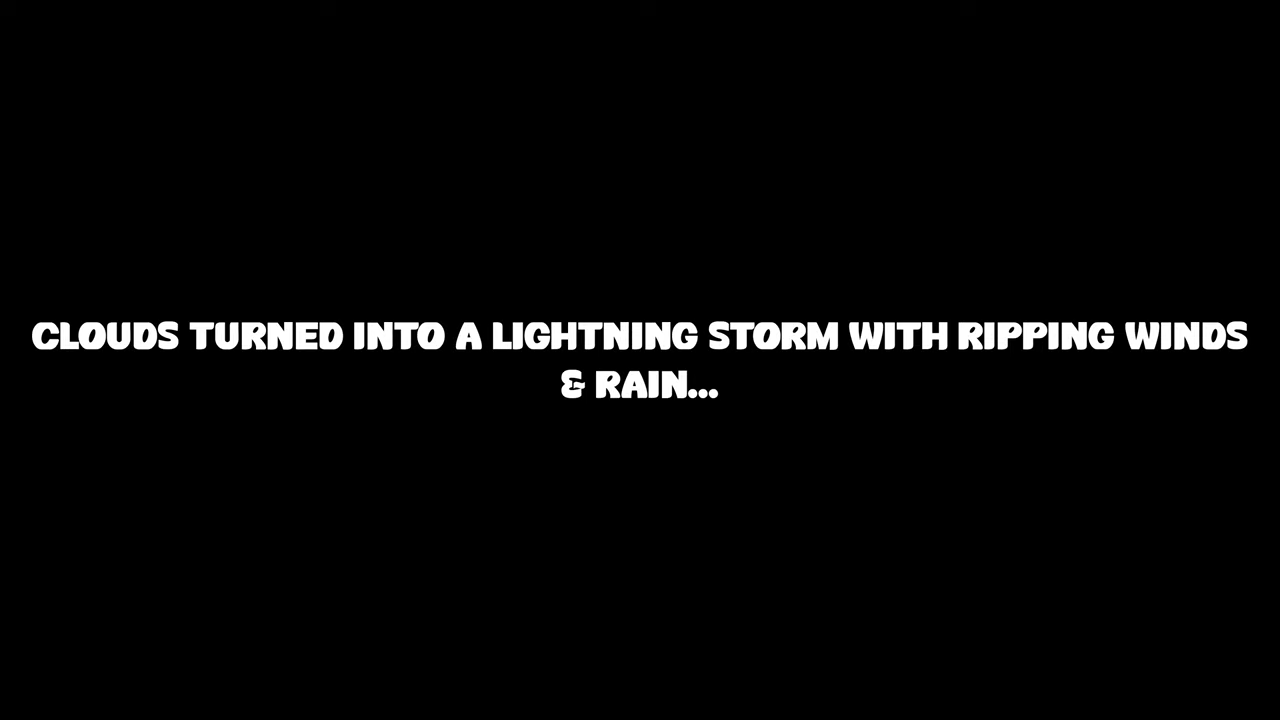 CLOUDS TURNED INTO A LIGHTNING STORM WITH RIPPING WINDS
& RAIN...